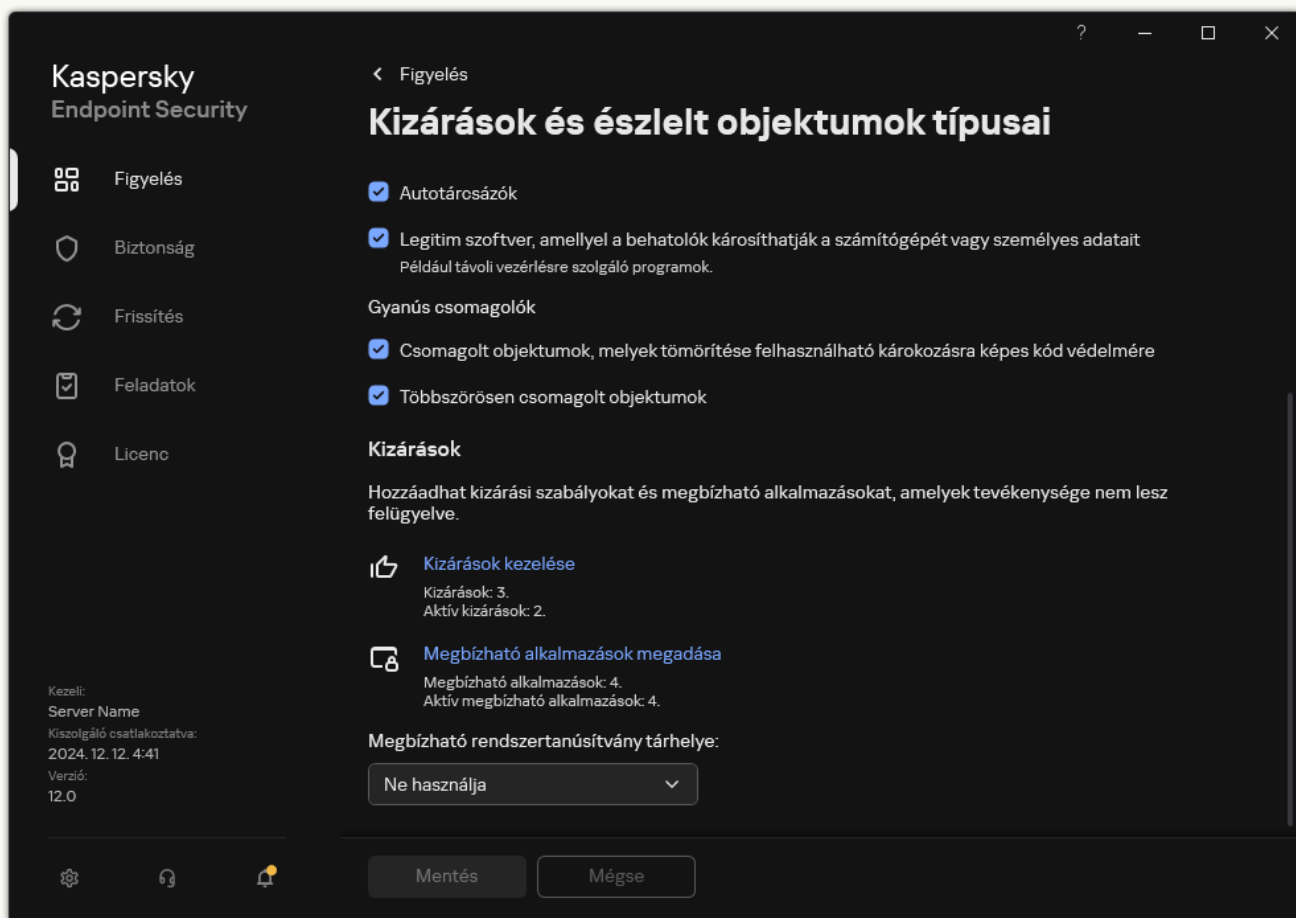 ?
Kaspersky
Endpoint Security
Figyelés
Biztonság
Frissítés
Feladatok
Licenc
Kezeli:
Server Name
Kiszolgáló csatlakoztatva:
2024. 12. 12. 4:41
Verzió:
12.0
Figyelés
Kizárások és észlelt objektumok típusai
Autotárcsázók
Legitim szoftver, amellyel a behatolók károsíthatják a számítógépét vagy személyes adatait
Például távoli vezérlésre szolgáló programok.
Gyanús csomagolók
Csomagolt objektumok, melyek tömörítése felhasználható károkozásra képes kód védelmére
Többszörösen csomagolt objektumok
Kizárások
Hozzáadhat kizárási szabályokat és megbízható alkalmazásokat, amelyek tevékenysége nem lesz
felügyelve.
Kizárások kezelése
Kizárások: 3.
Aktív kizárások: 2.
Megbízható alkalmazások megadása
Megbízható alkalmazások: 4.
Aktív megbízható alkalmazások: 4.
Megbízható rendszertanúsítvány tárhelye:
Ne használja
Mentés
Mégse